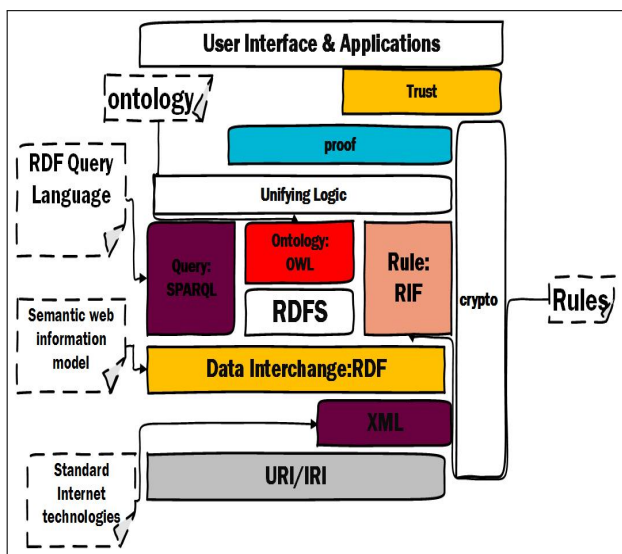 User Interface & Applications
Trust
ontology
proof
RDF Query
Language
Unifying Logic
Query:
SPARQL
Ontology:
OWL
Rule:
RIF
crypto
Rules
RDFS
Semantic web
information
model
Data Interchange:RDF
XML
Standard
Internet
technologies
URI/IRI